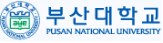 부산대학교
PUSAN NATIONAL UNIVERSITY